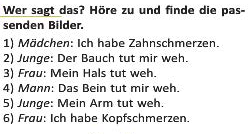 Wer sagt das? Höre zu und finde die pas-
senden Bilder.
1) Mädchen: Ich habe Zahnschmerzen.
2) Junge: Der Bauch tut mir weh.
3) Frau: Mein Hals tut weh.
4) Mann: Das Bein tut mir weh.
5) Junge: Mein Arm tut weh.
6) Frau: Ich habe Kopfschmerzen.